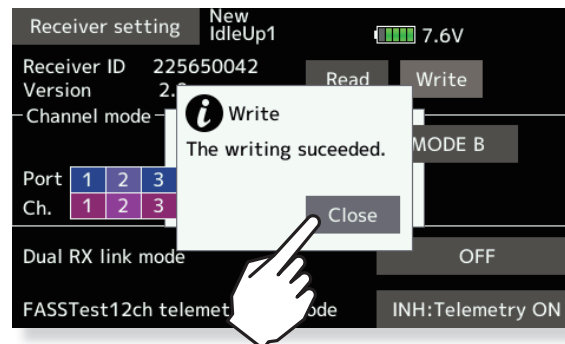 Receiver setting New IdleUp1 7.6V
Receiver ID 225650042 Read Write
Version 2.
Channel mode
Write
The writing suceeded.
MODE B
Port 1 2 3
Ch. 1 2 3
Close
Dual RX link mode OFF
FASSTest12ch telemet ode INH:Telemetry ON